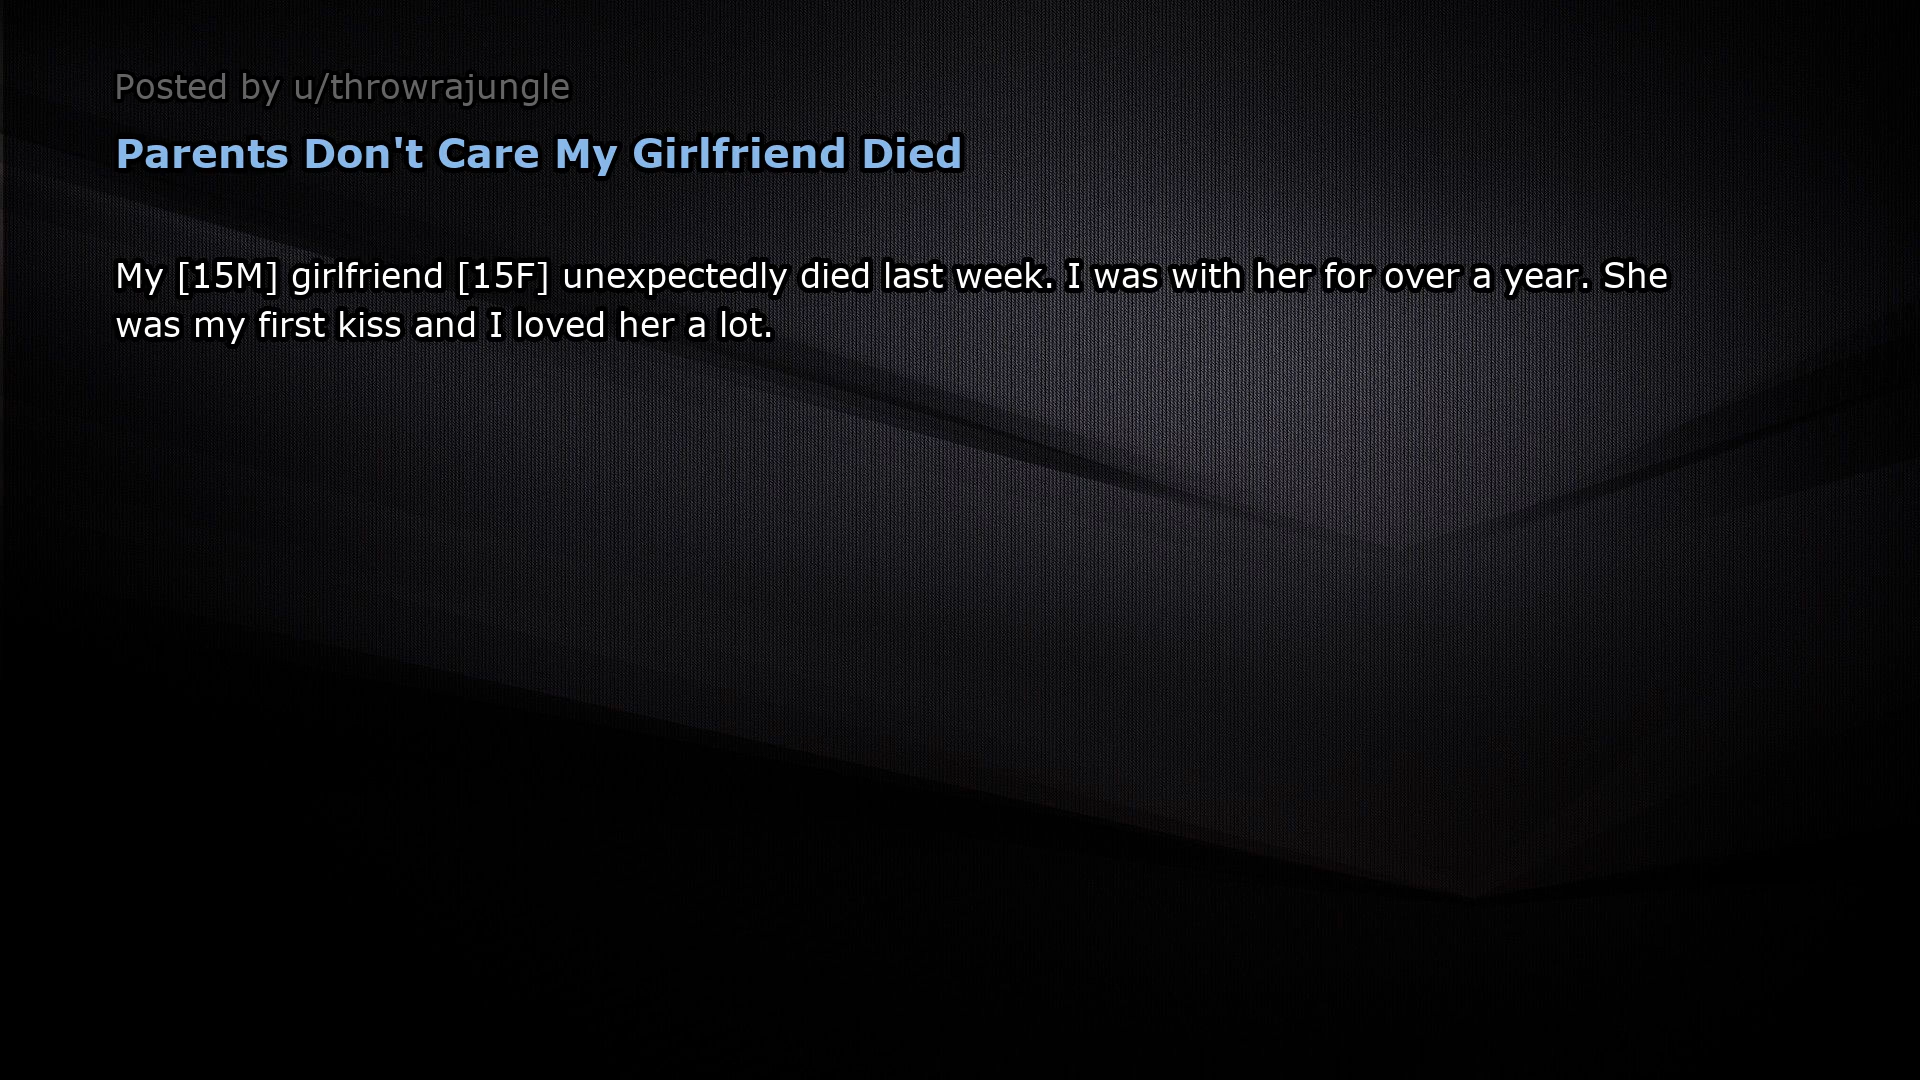 Posted by u/throwrajungle
Parents Don't Care My Girlfriend Died
My [15M] girlfriend [15F] unexpectedly died last week. I was with her for over a year. She
was my first kiss and I loved her a lot.